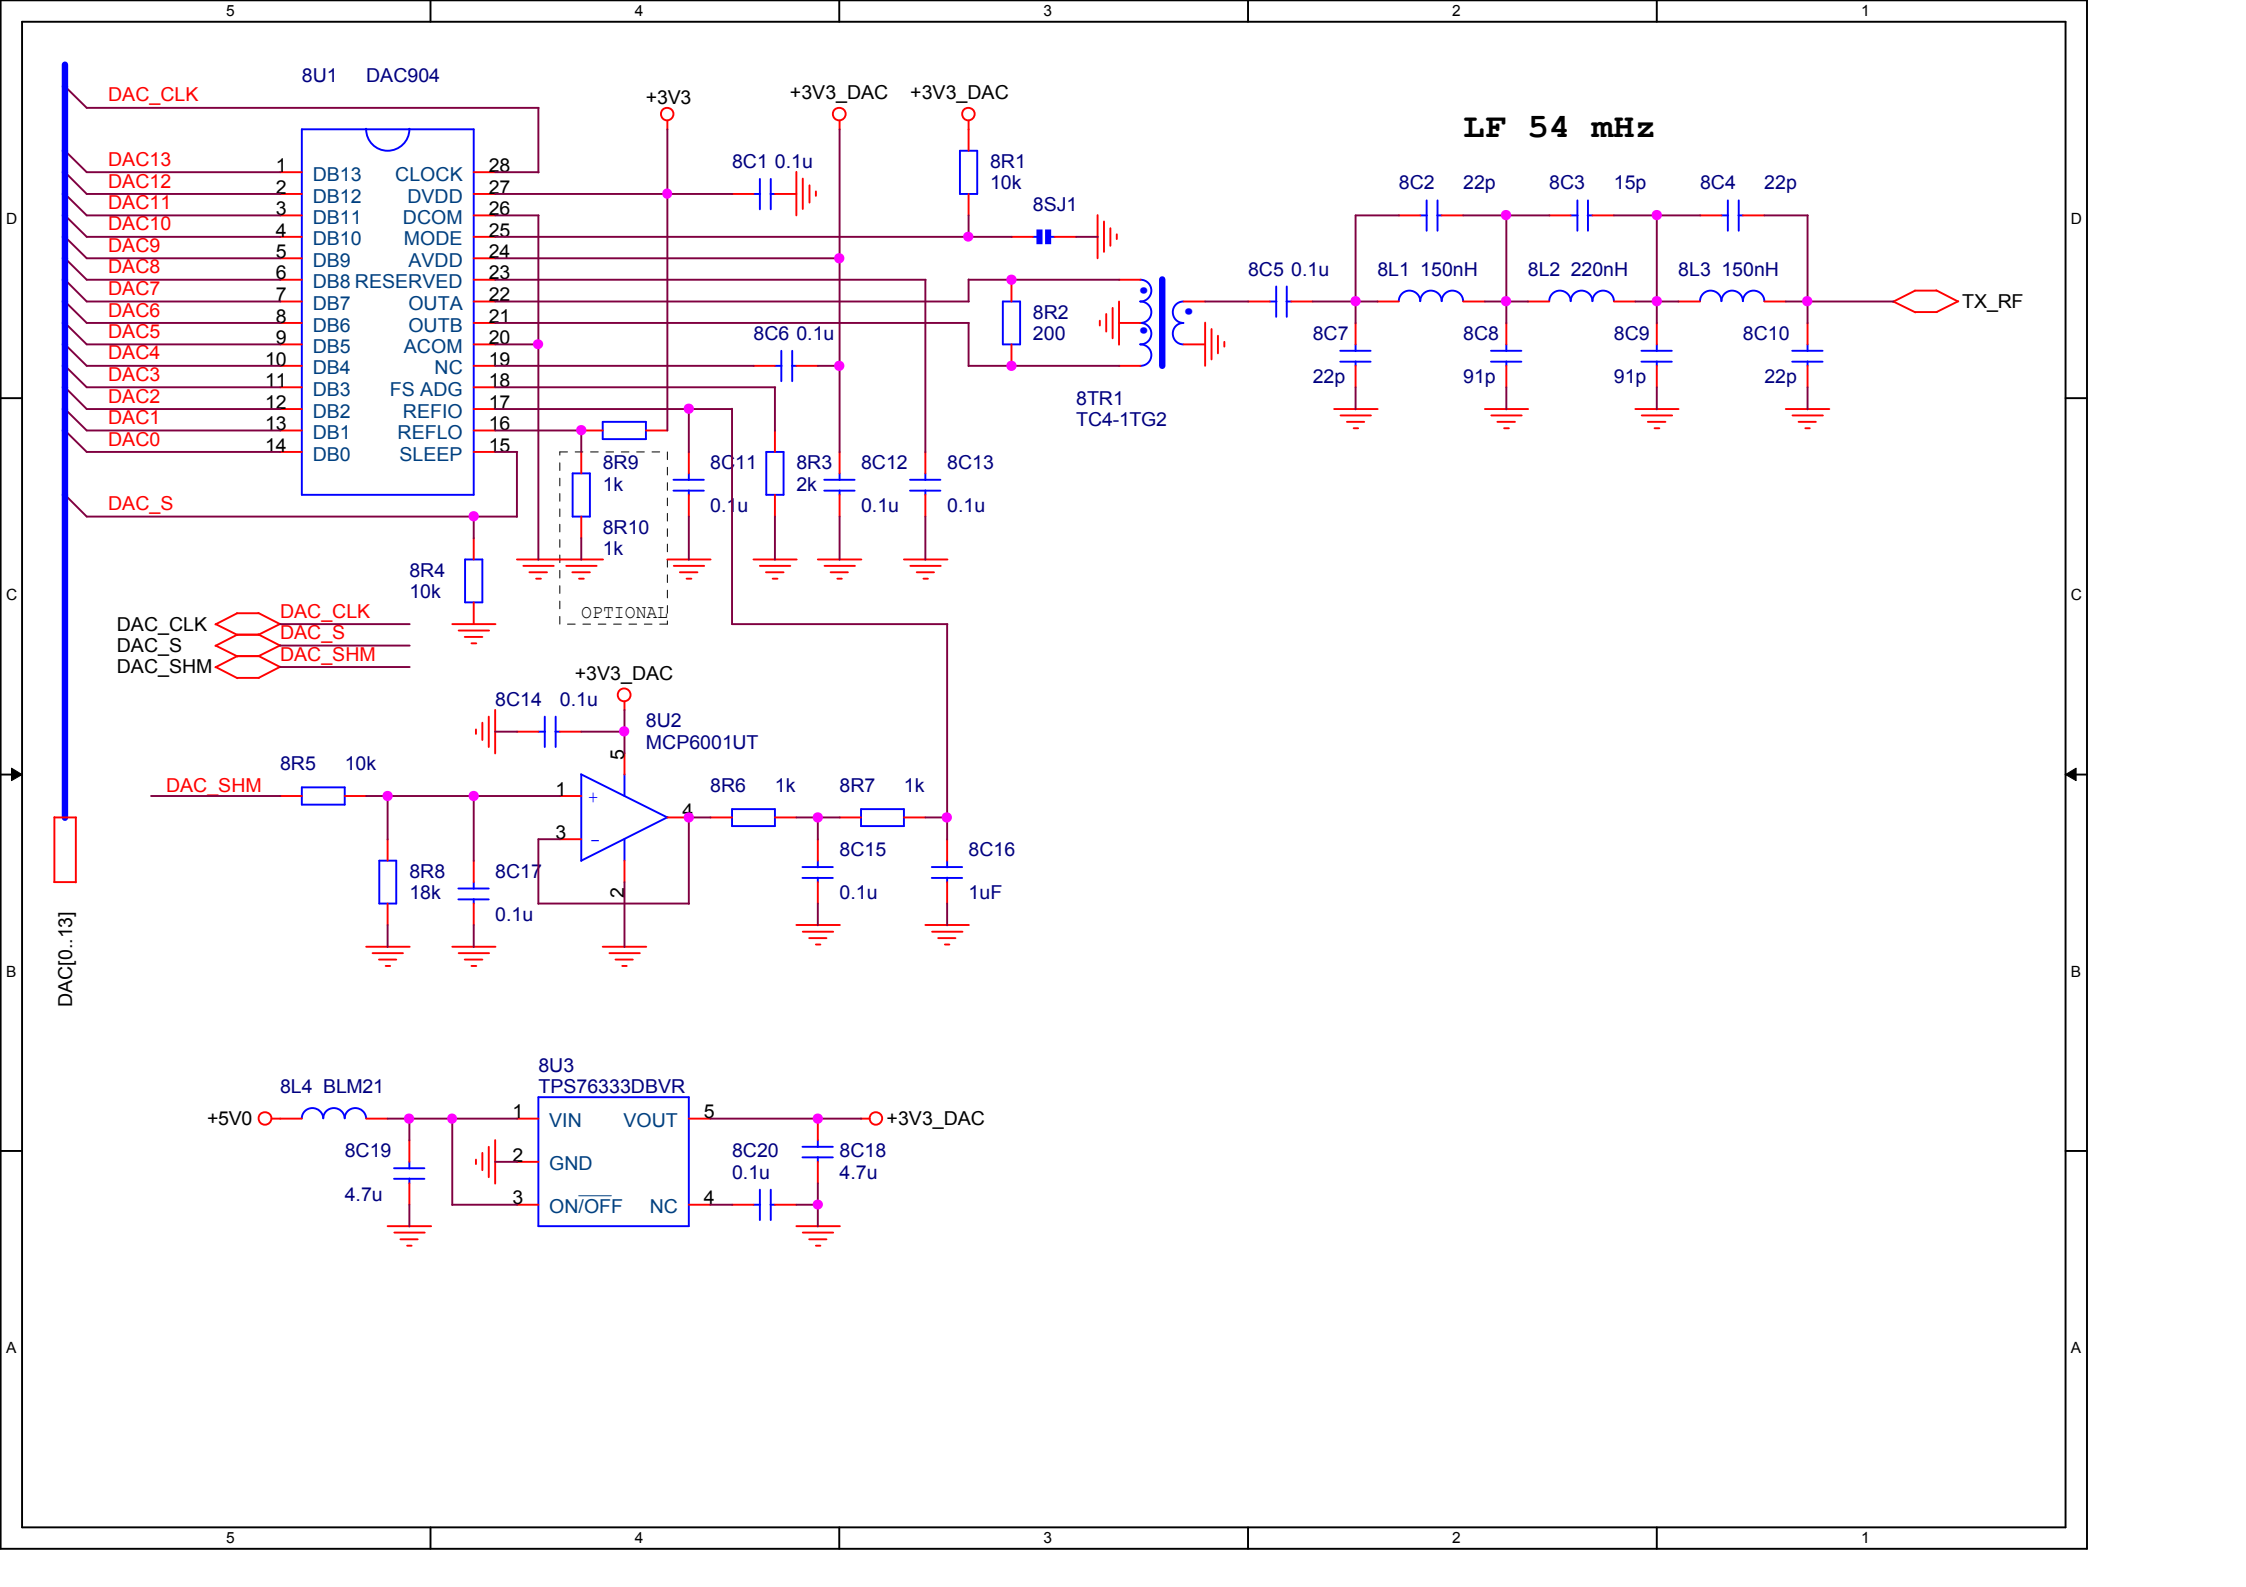 5 4 3 2 1
8U1 DAC904
DAC_CLK
+3V3
+3V3_DAC
+3V3_DAC
LF 54 mHz
8C1 0.1u
8R1
10k
8SJ1
8C2 22p
8C3 15p
8C4 22p
DAC13 1 DB13 CLOCK 28
DAC12 2 DB12 DVDD 27
DAC11 3 DB11 DCOM 26
DAC10 4 DB10 MODE 25
DAC9 5 DB9 AVDD 24
DAC8 6 DB8 RESERVED 23
DAC7 7 DB7 OUTA 22
DAC6 8 DB6 OUTB 21
DAC5 9 DB5 ACOM 20
DAC4 10 DB4 NC 19
DAC3 11 DB3 FS ADG 18
DAC2 12 DB2 REFIO 17
DAC1 13 DB1 REFLO 16
DAC0 14 DB0 SLEEP 15
D D
8C5 0.1u
8L1 150nH
8L2 220nH
8L3 150nH
TX_RF
8R2
200
8C6 0.1u
8C7
22p
8C8
91p
8C9
91p
8C10
22p
8TR1
TC4-1TG2
8R9
1k
8R10
1k
OPTIONAL
8C11
0.1u
8R3
2k
8C12
0.1u
8C13
0.1u
DAC_S
8R4
10k
C C
DAC_CLK DAC_CLK
DAC_S DAC_S
DAC_SHM DAC_SHM
+3V3_DAC
8C14 0.1u
8U2
MCP6001UT
5
8R5 10k
DAC_SHM
1
+
3
−
4
2
8R6 1k
8R7 1k
8R8
18k
8C17
0.1u
8C15
0.1u
8C16
1uF
DAC[0..13]
B B
8U3
TPS76333DBVR
8L4 BLM21
+5V0
1 VIN VOUT 5
+3V3_DAC
2 GND
3 ON/OFF NC 4
8C19
4.7u
8C20
0.1u
8C18
4.7u
A A
5 4 3 2 1